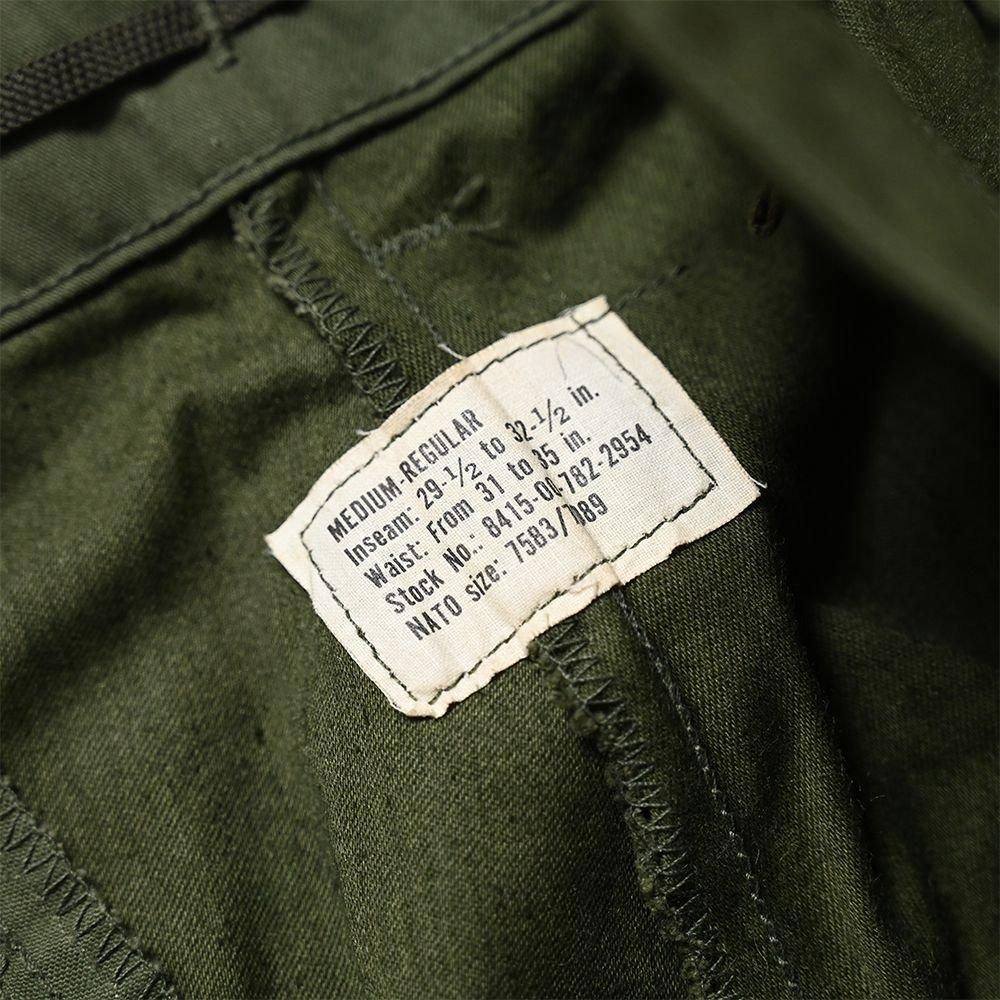 MEDIUM-REGULAR
Inseam: 29-1/2 to 32-1/2 in.
Waist: From 31 to 35 in.
Stock No.: 8415-00-782-2954
NATO size: 7583/7989